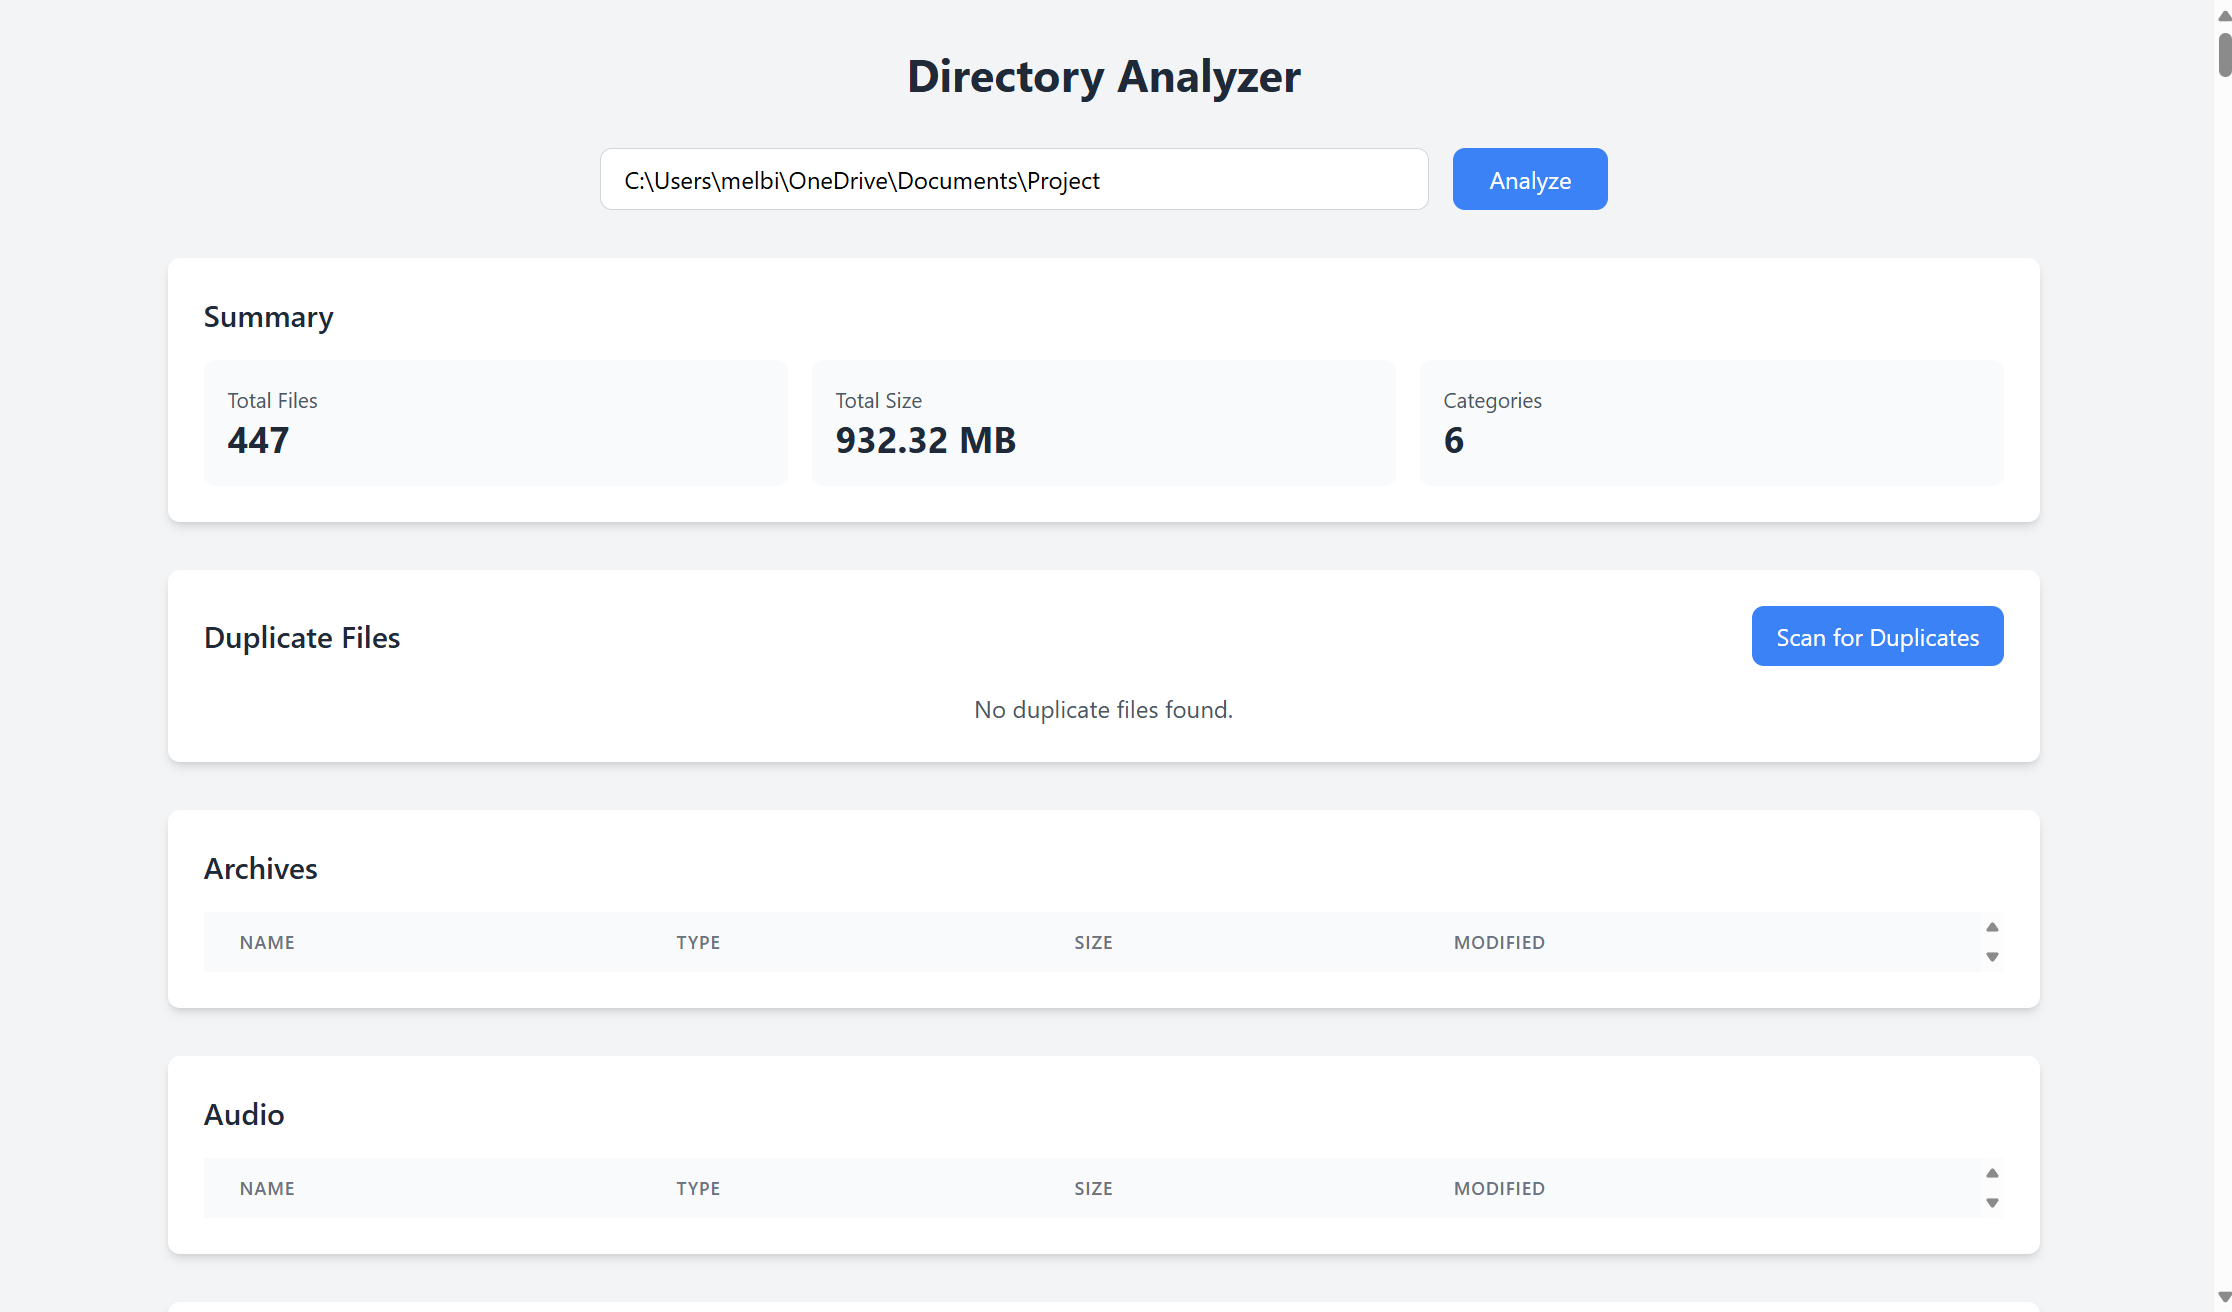 Directory Analyzer
C:\Users\melbi\OneDrive\Documents\Project
Analyze
Summary
Total Files
447
Total Size
932.32 MB
Categories
6
Duplicate Files
Scan for Duplicates
No duplicate files found.
Archives
NAME TYPE SIZE MODIFIED
Audio
NAME TYPE SIZE MODIFIED